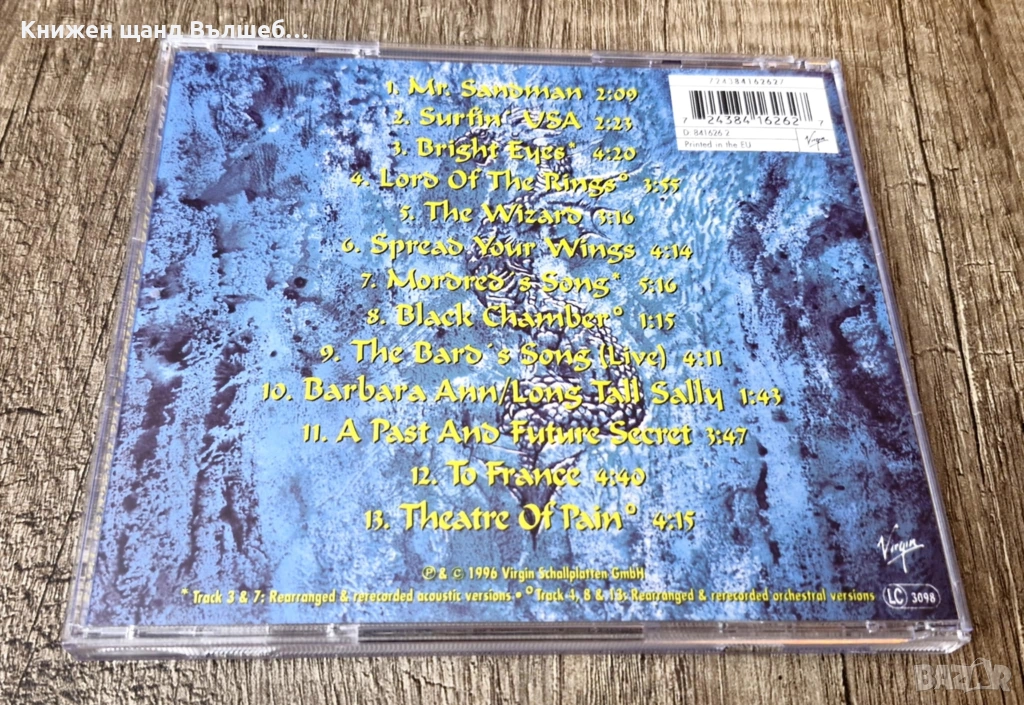 Книжен щанд Вълшеб...
1. Mr. Sandman 2:09
2. Surfin' USA 2:23
3. Bright Eyes* 4:20
4. Lord Of The Rings° 3:55
5. The Wizard 3:16
6. Spread Your Wings 4:14
7. Mordred´s Song* 5:16
8. Black Chamber° 1:15
9. The Bard´s Song (Live) 4:11
10. Barbara Ann/Long Tall Sally 1:43
11. A Past And Future Secret 3:47
12. To France 4:40
13. Theatre Of Pain° 4:15
724384162627
7 24384 16262 7
D: 841626 2
Printed in the EU
Virgin
Virgin
℗ & © 1996 Virgin Schallplatten GmbH
* Track 3 & 7: Rearranged & rerecorded acoustic versions • ° Track 4, 8 & 13: Rearranged & rerecorded orchestral versions
LC 3098
BAZAR